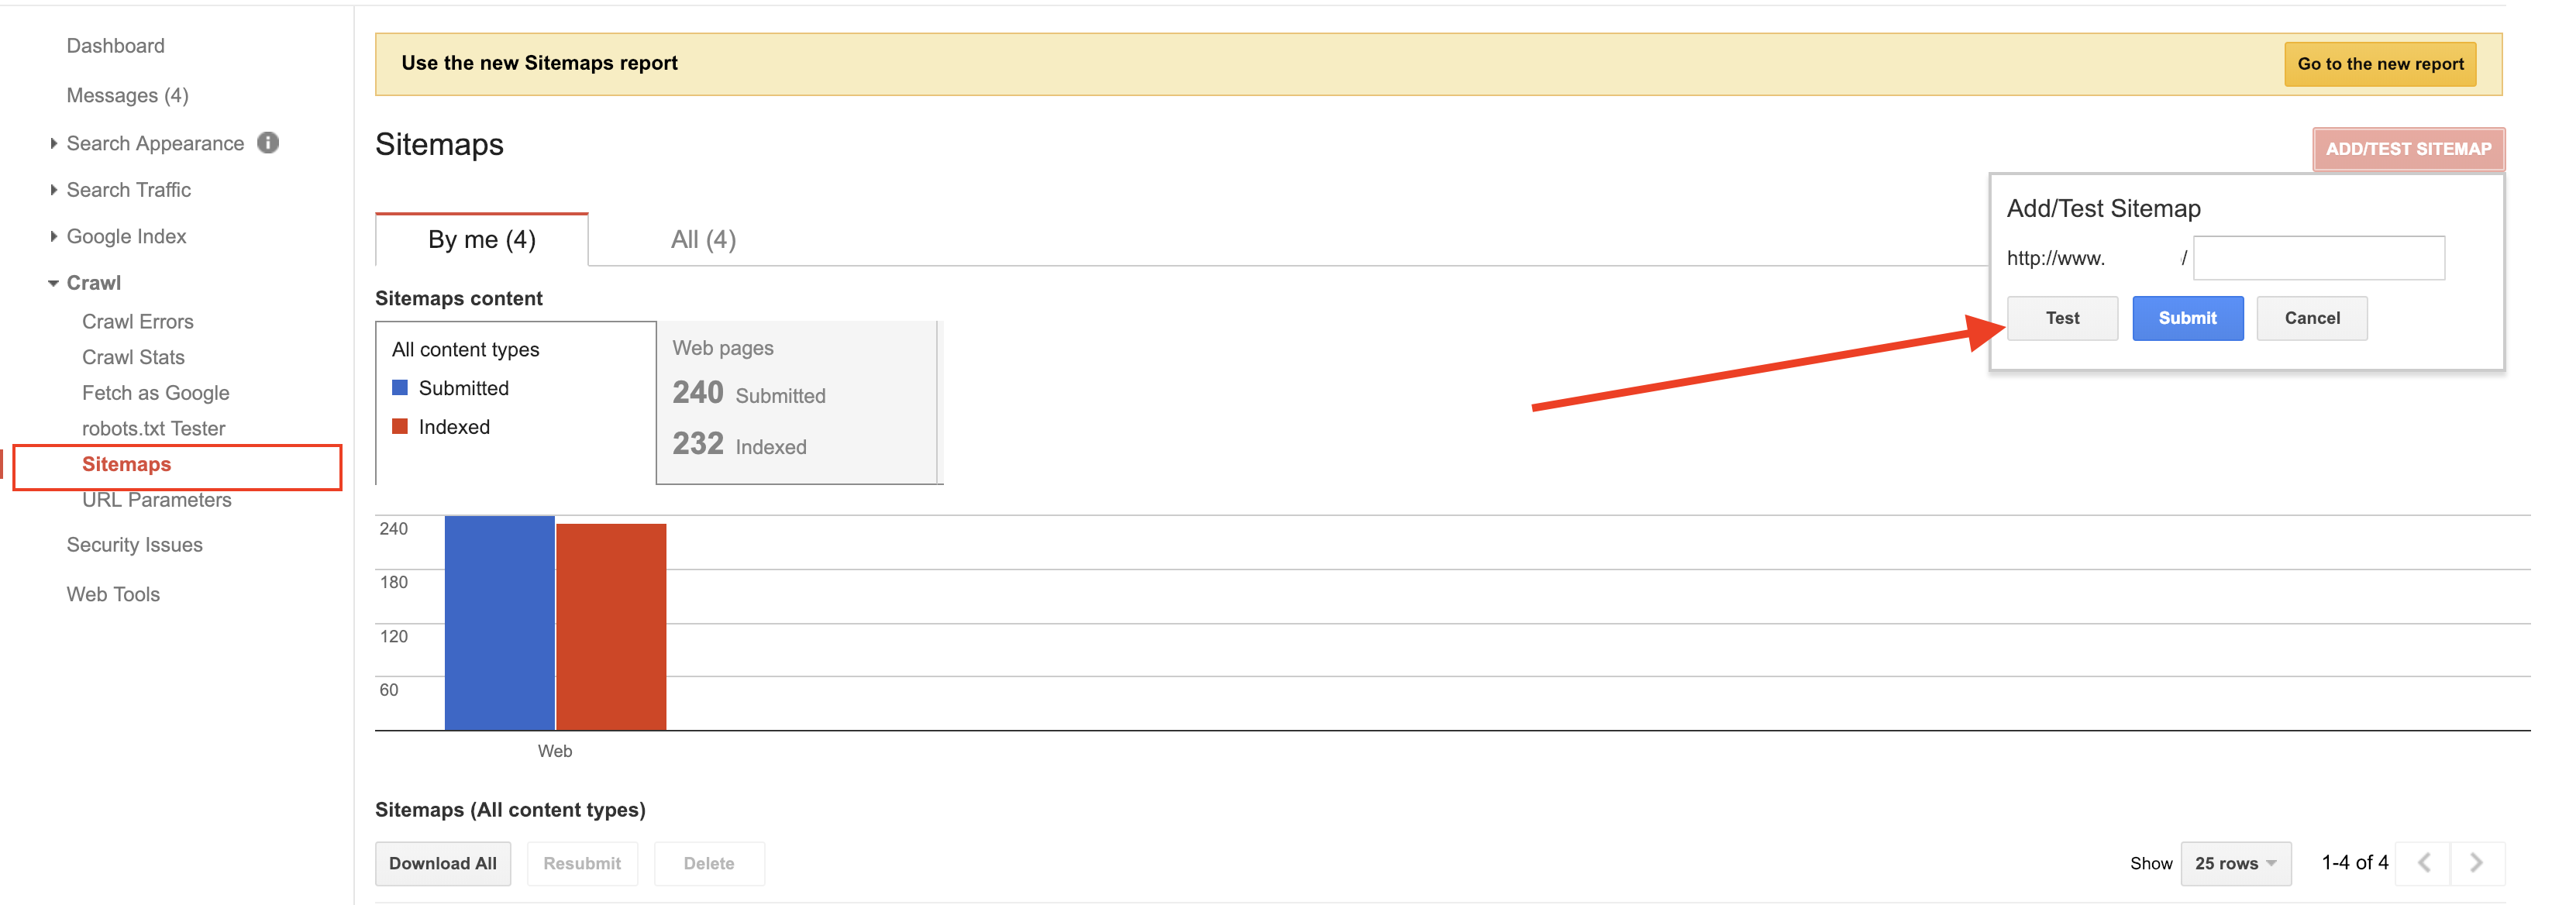 Dashboard
Messages (4)
Search Appearance
Search Traffic
Google Index
Crawl
Crawl Errors
Crawl Stats
Fetch as Google
robots.txt Tester
Sitemaps
URL Parameters
Security Issues
Web Tools
Use the new Sitemaps report
Go to the new report
Sitemaps
ADD/TEST SITEMAP
Add/Test Sitemap
http://www. /
Test Submit Cancel
By me (4) All (4)
Sitemaps content
All content types
Submitted
Indexed
Web pages
240 Submitted
232 Indexed
240
180
120
60
Web
Sitemaps (All content types)
Download All Resubmit Delete
Show 25 rows 1-4 of 4